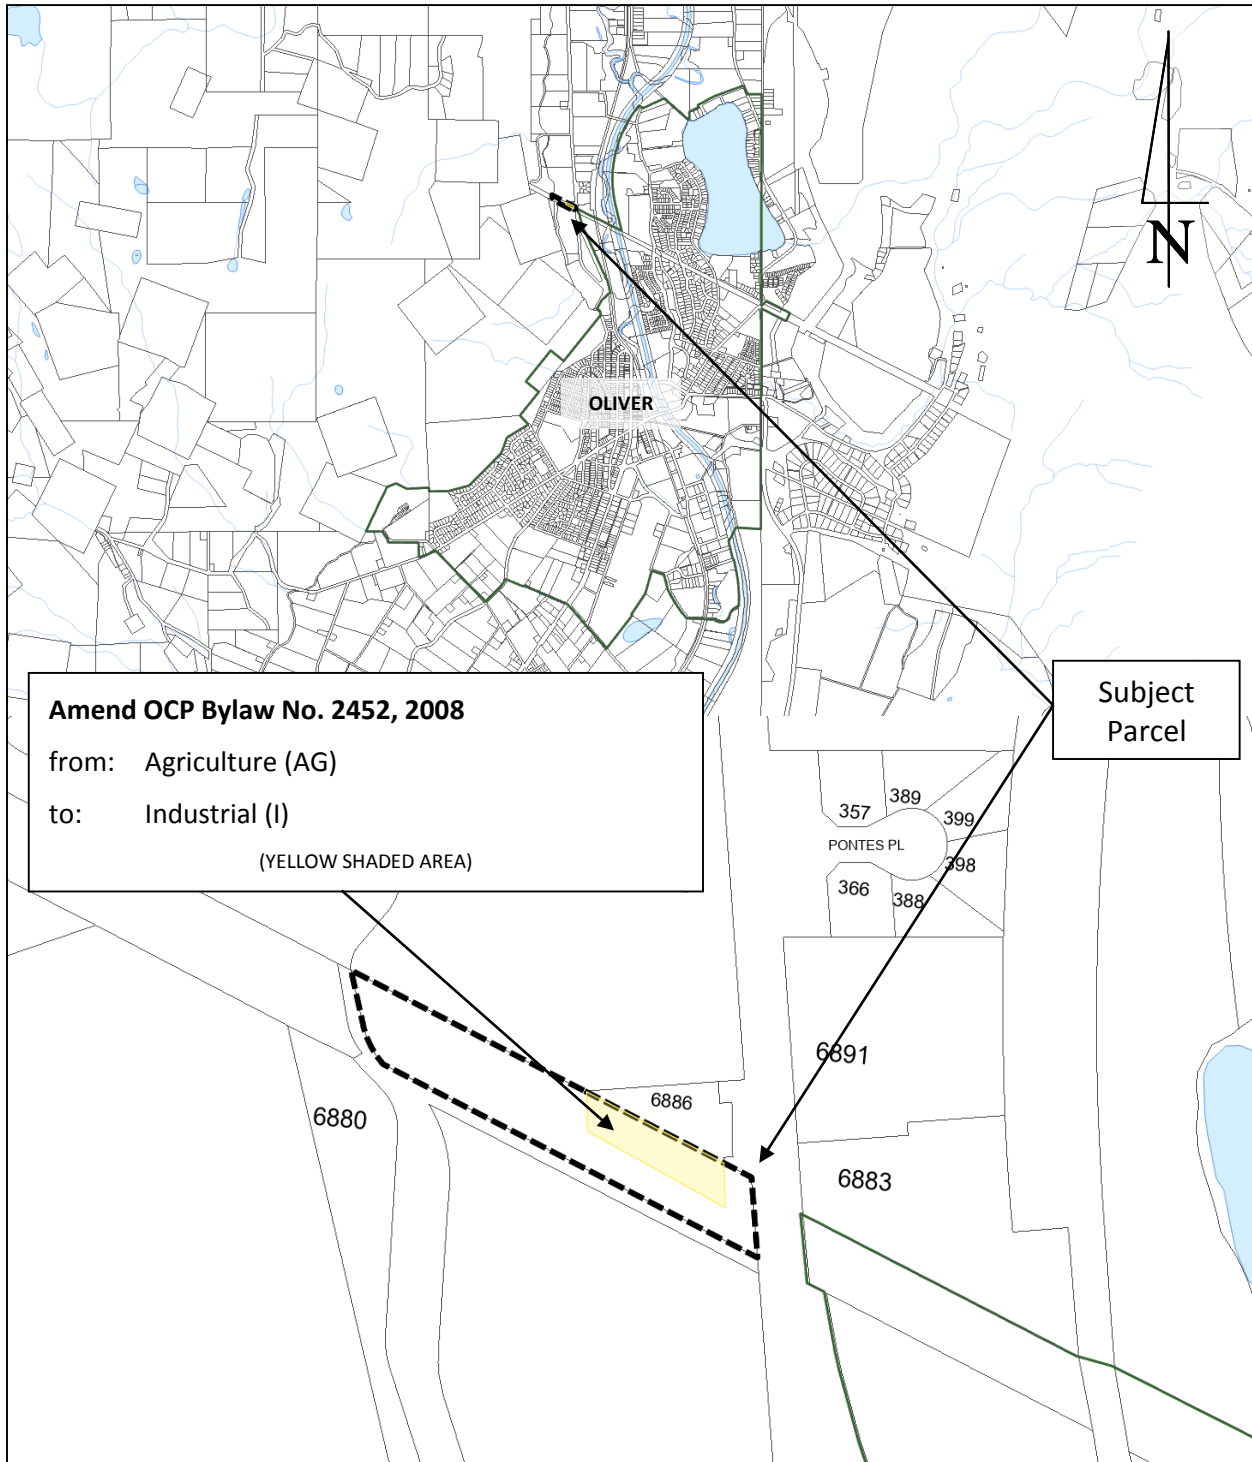 N
OLIVER
Amend OCP Bylaw No. 2452, 2008
from: Agriculture (AG)
to: Industrial (I)
(YELLOW SHADED AREA)
Subject
Parcel
389
357
399
PONTES PL
398
366
388
6891
6886
6880
6883